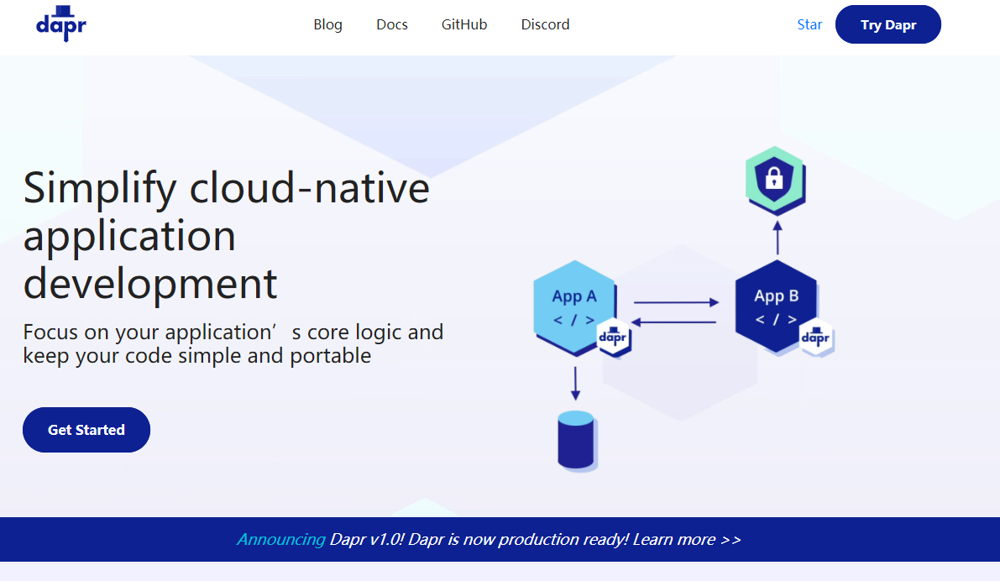 dapr
Blog Docs GitHub Discord Star Try Dapr
Simplify cloud-native
application
development
Focus on your application’s core logic and
keep your code simple and portable
Get Started
App A
< / >
dapr
App B
< / >
dapr
Announcing Dapr v1.0! Dapr is now production ready! Learn more >>